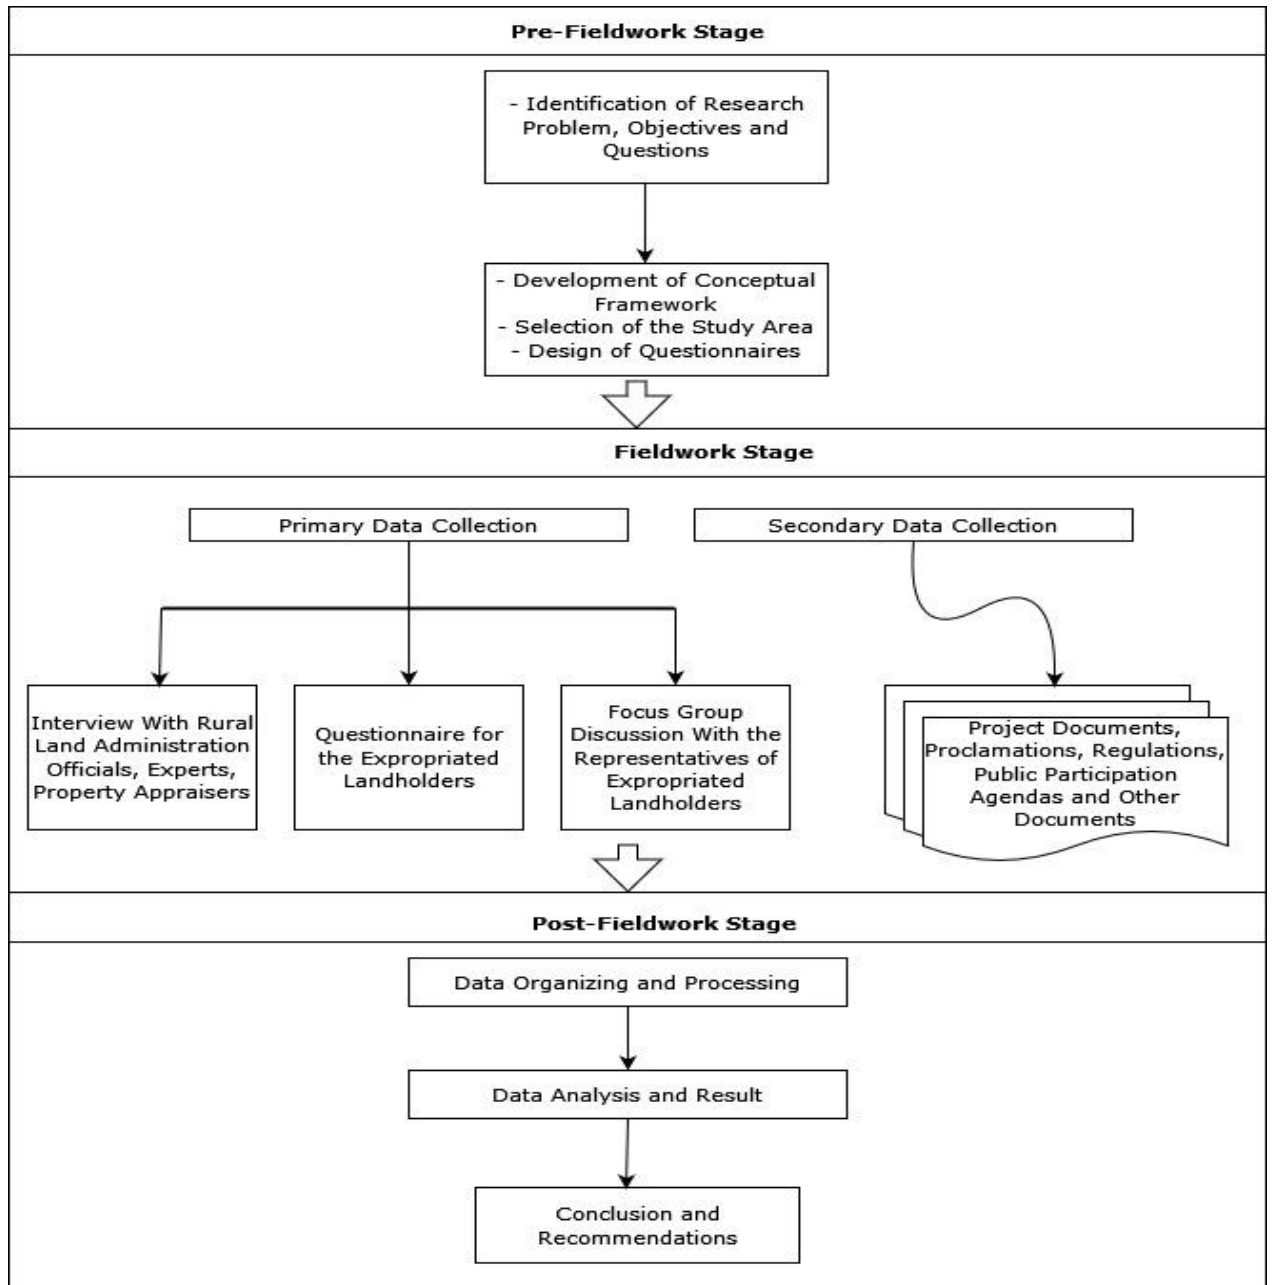 Pre-Fieldwork Stage
- Identification of Research
Problem, Objectives and
Questions
- Development of Conceptual
Framework
- Selection of the Study Area
- Design of Questionnaires
Fieldwork Stage
Primary Data Collection
Secondary Data Collection
Interview With Rural
Land Administration
Officials, Experts,
Property Appraisers
Questionnaire for
the Expropriated
Landholders
Focus Group
Discussion With the
Representatives of
Expropriated
Landholders
Project Documents,
Proclamations, Regulations,
Public Participation
Agendas and Other
Documents
Post-Fieldwork Stage
Data Organizing and Processing
Data Analysis and Result
Conclusion and
Recommendations